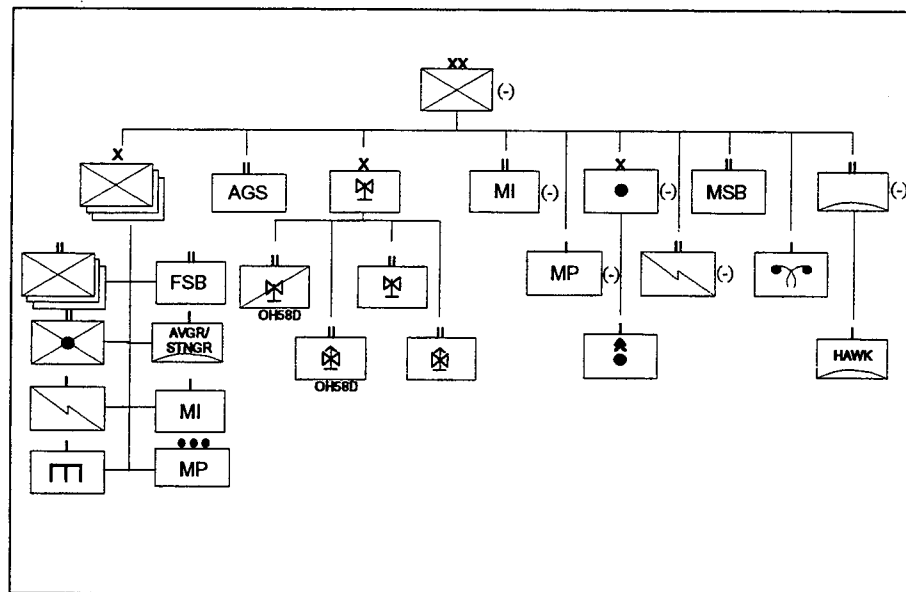 XX
(-)
X
II
AGS
X
II
MI
(-)
X
(-)
II
MSB
II
(-)
II
II
FSB
II
OH58D
II
I
MP
(-)
II
(-)
I
II
I
AVGR/
STNGR
II
OH58D
II
I
I
HAWK
I
I
MI
I
MP